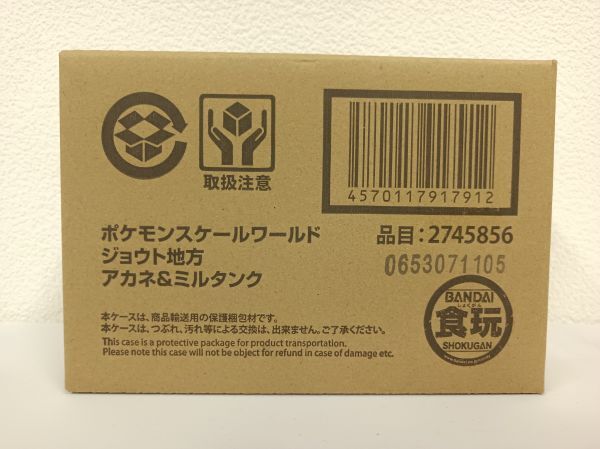 取扱注意
4570117917912
ポケモンスケールワールド
ジョウト地方
アカネ&ミルタンク
品目:2745856
0653071105
本ケースは、商品輸送用の保護梱包材です。
本ケースは、つぶれ、汚れ等による交換は、出来ません。ご了承ください。
This case is a protective package for product transportation.
Please note this case will not be object for refund in case of damage etc.
BANDAI
しょくがん
食玩
SHOKUGAN